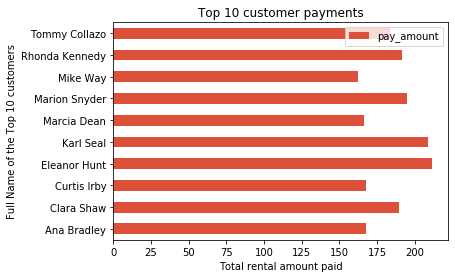 Top 10 customer payments
pay_amount
Full Name of the Top 10 customers
Tommy Collazo
Rhonda Kennedy
Mike Way
Marion Snyder
Marcia Dean
Karl Seal
Eleanor Hunt
Curtis Irby
Clara Shaw
Ana Bradley
0 25 50 75 100 125 150 175 200
Total rental amount paid